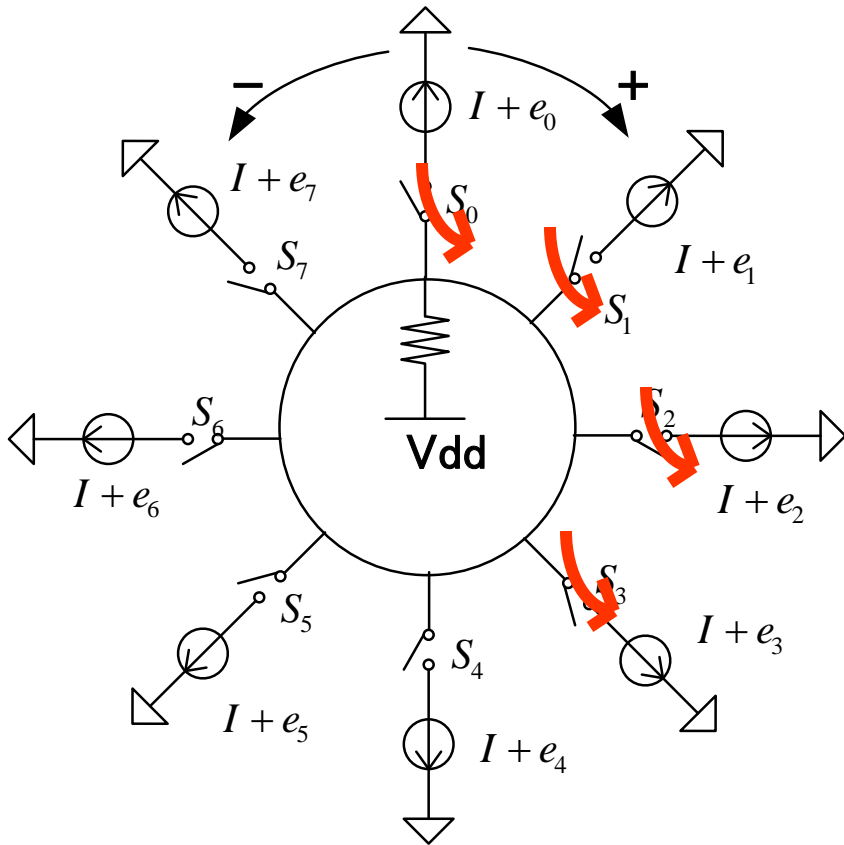 −
+
I + e₀
I + e₇
S₀
I + e₁
S₇
S₁
S₆
S₂
Vdd
I + e₆
I + e₂
S₅
S₃
I + e₃
S₄
I + e₅
I + e₄